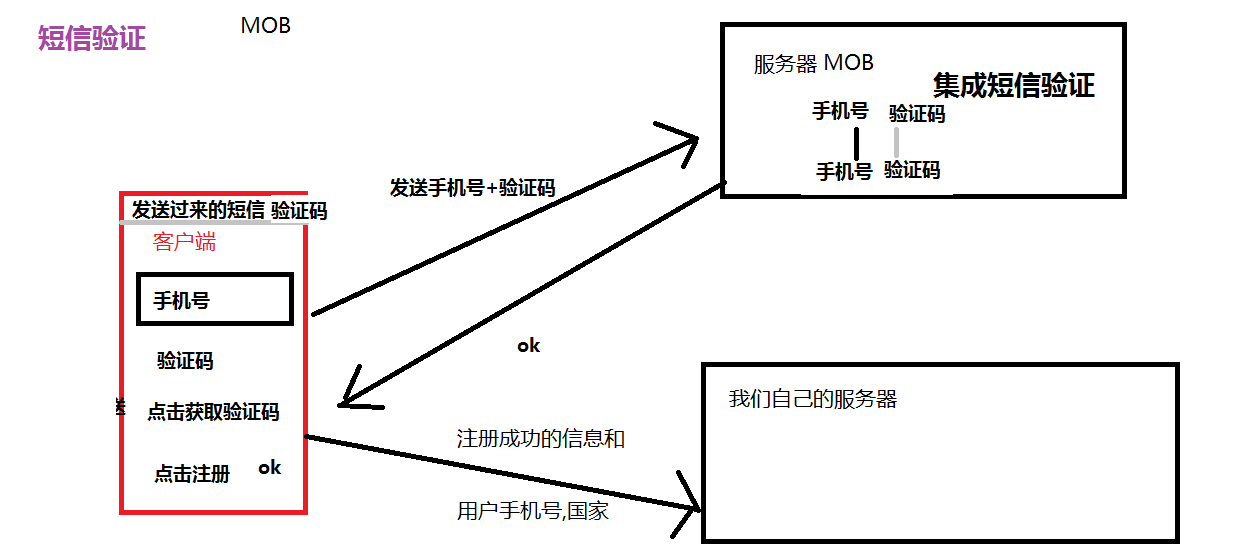 短信验证
MOB
服务器 MOB
集成短信验证
手机号 验证码
手机号 验证码
发送手机号+验证码
发送过来的短信 验证码
客户端
手机号
验证码
点击获取验证码
点击注册 ok
ok
我们自己的服务器
注册成功的信息和
用户手机号,国家